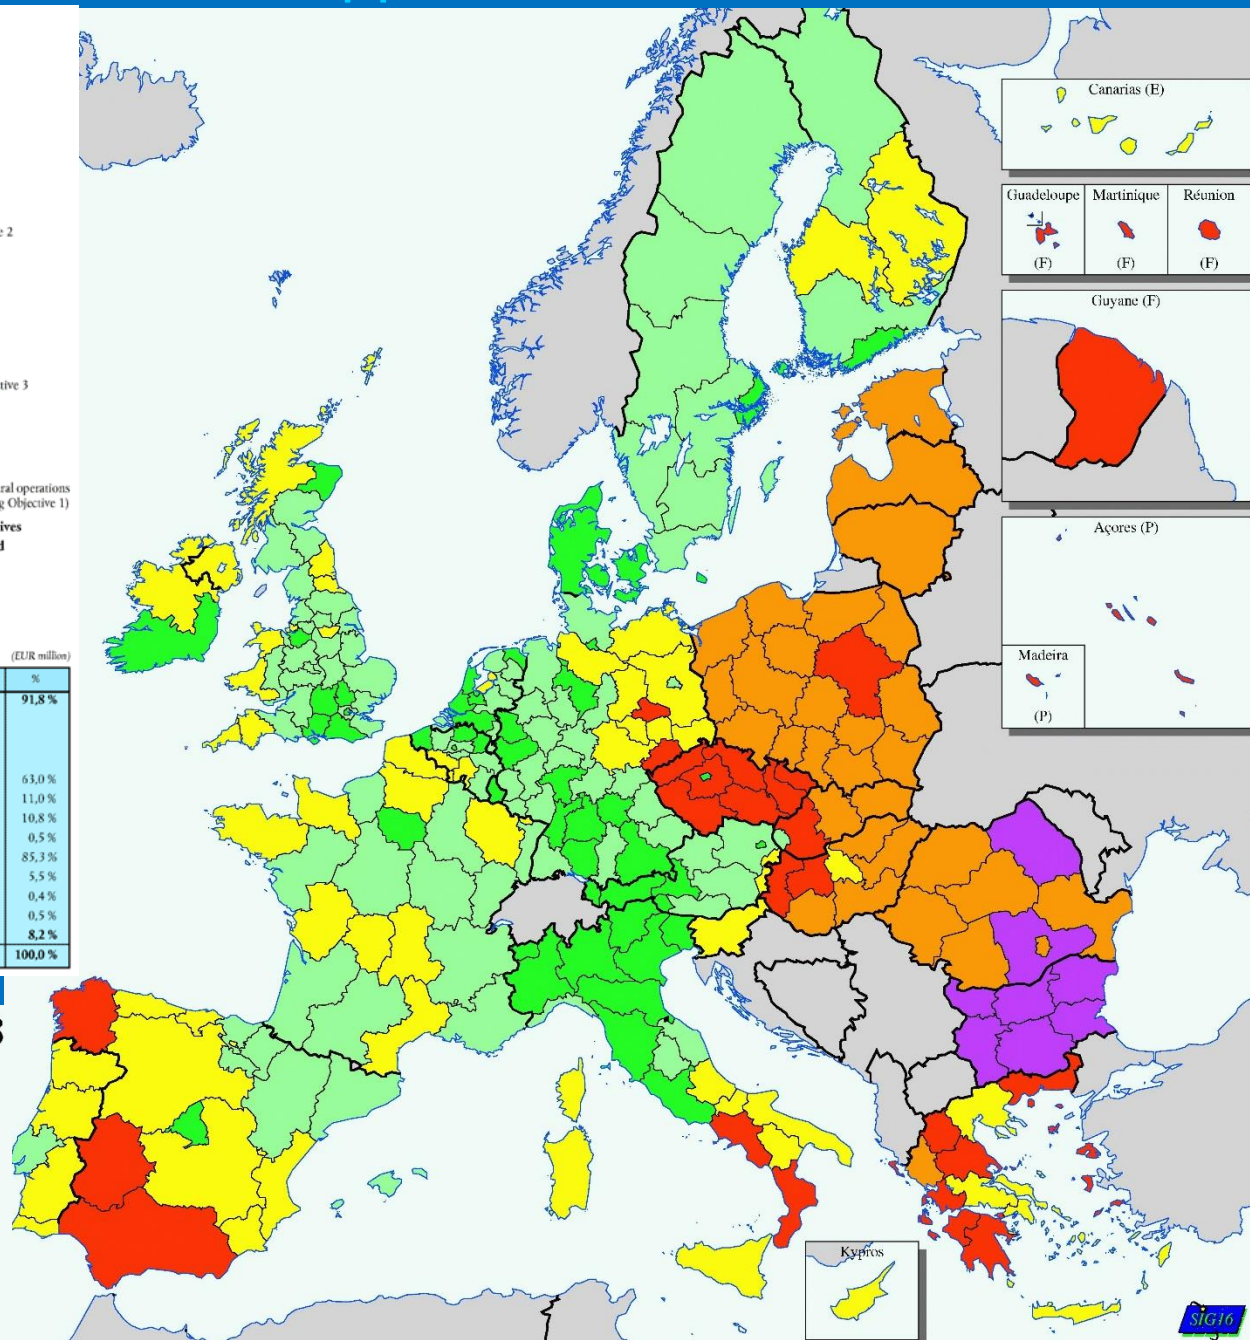 e 2
tive 3
ral operations
g Objective 1)
ives
d
(EUR million)
%
91,8 %
63,0 %
11,0 %
10,8 %
0,5 %
85,3 %
5,5 %
0,4 %
0,5 %
8,2 %
100,0 %
Canarias (E)
Guadeloupe
Martinique
Réunion
(F)
(F)
(F)
Guyane (F)
Açores (P)
Madeira
(P)
Kypros
SiG16